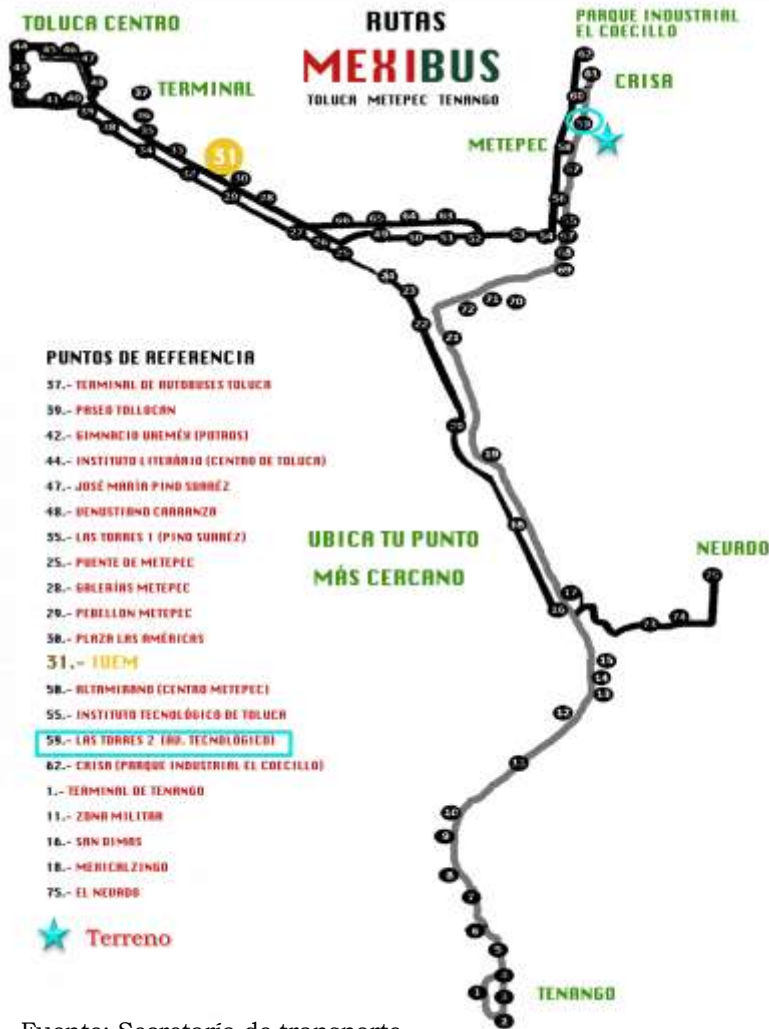 TOLUCA CENTRO
RUTAS
MEXIBUS
TOLUCA METEPEC TENANGO
PARQUE INDUSTRIAL
EL COECILLO
CRISA
TERMINAL
METEPEC
31
PUNTOS DE REFERENCIA
37.- TERMINAL DE AUTOBUSES TOLUCA
39.- PASEO TOLLOCAN
42.- GIMNACIO UAEMÉX (POTROS)
44.- INSTITUTO LITERÁRIO (CENTRO DE TOLUCA)
47.- JOSÉ MARÍA PINO SUARÉZ
48.- VENUSTIANO CARRANZA
35.- LAS TORRES 1 (PINO SUARÉZ)
25.- PUENTE DE METEPEC
28.- GALERÍAS METEPEC
29.- PEBELLON METEPEC
30.- PLAZA LAS AMÉRICAS
31.- IUEM
50.- ALTAMIRANO (CENTRO METEPEC)
55.- INSTITUTO TECNOLÓGICO DE TOLUCA
59.- LAS TORRES 2 (AV. TECNOLÓGICO)
62.- CRISA (PARQUE INDUSTRIAL EL COECILLO)
1.- TERMINAL DE TENANGO
11.- ZONA MILITAR
16.- SAN DIMAS
18.- MEXICALZINGO
75.- EL NEVADO
Terreno
UBICA TU PUNTO
MÁS CERCANO
NEVADO
TENANGO
Fuente: Secretaría de transporte